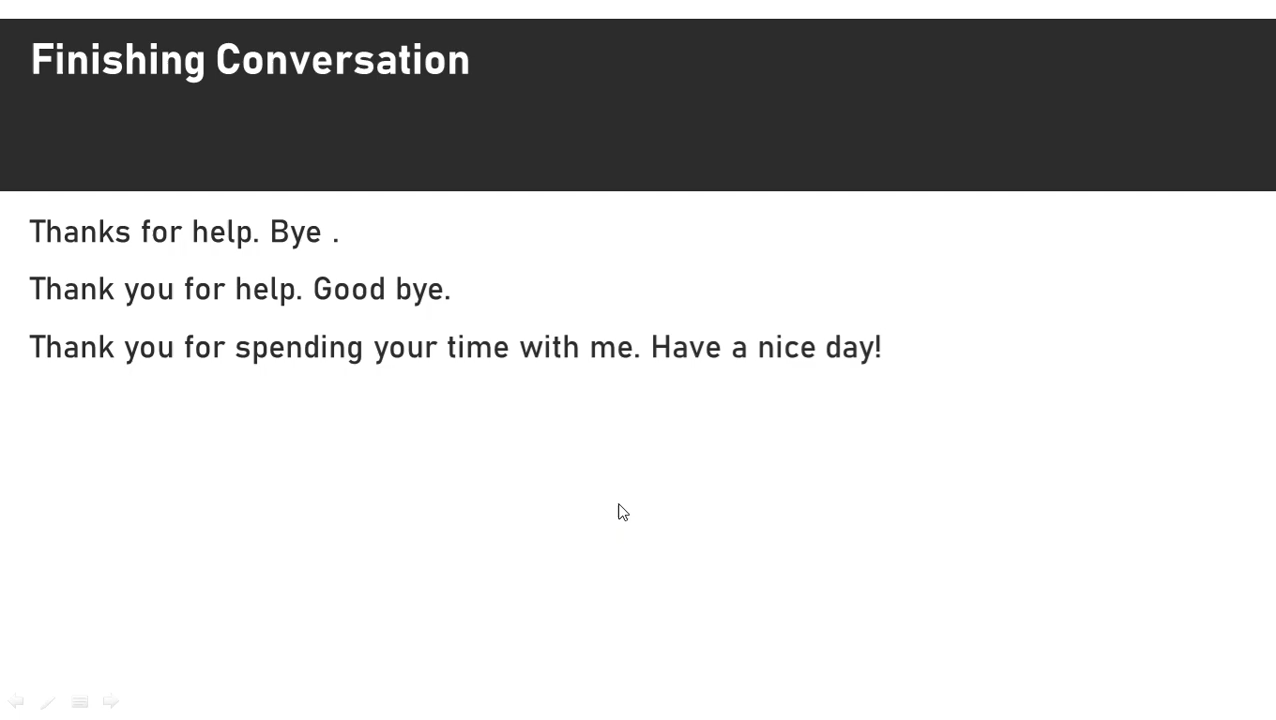 Finishing Conversation
Thanks for help. Bye .
Thank you for help. Good bye.
Thank you for spending your time with me. Have a nice day!